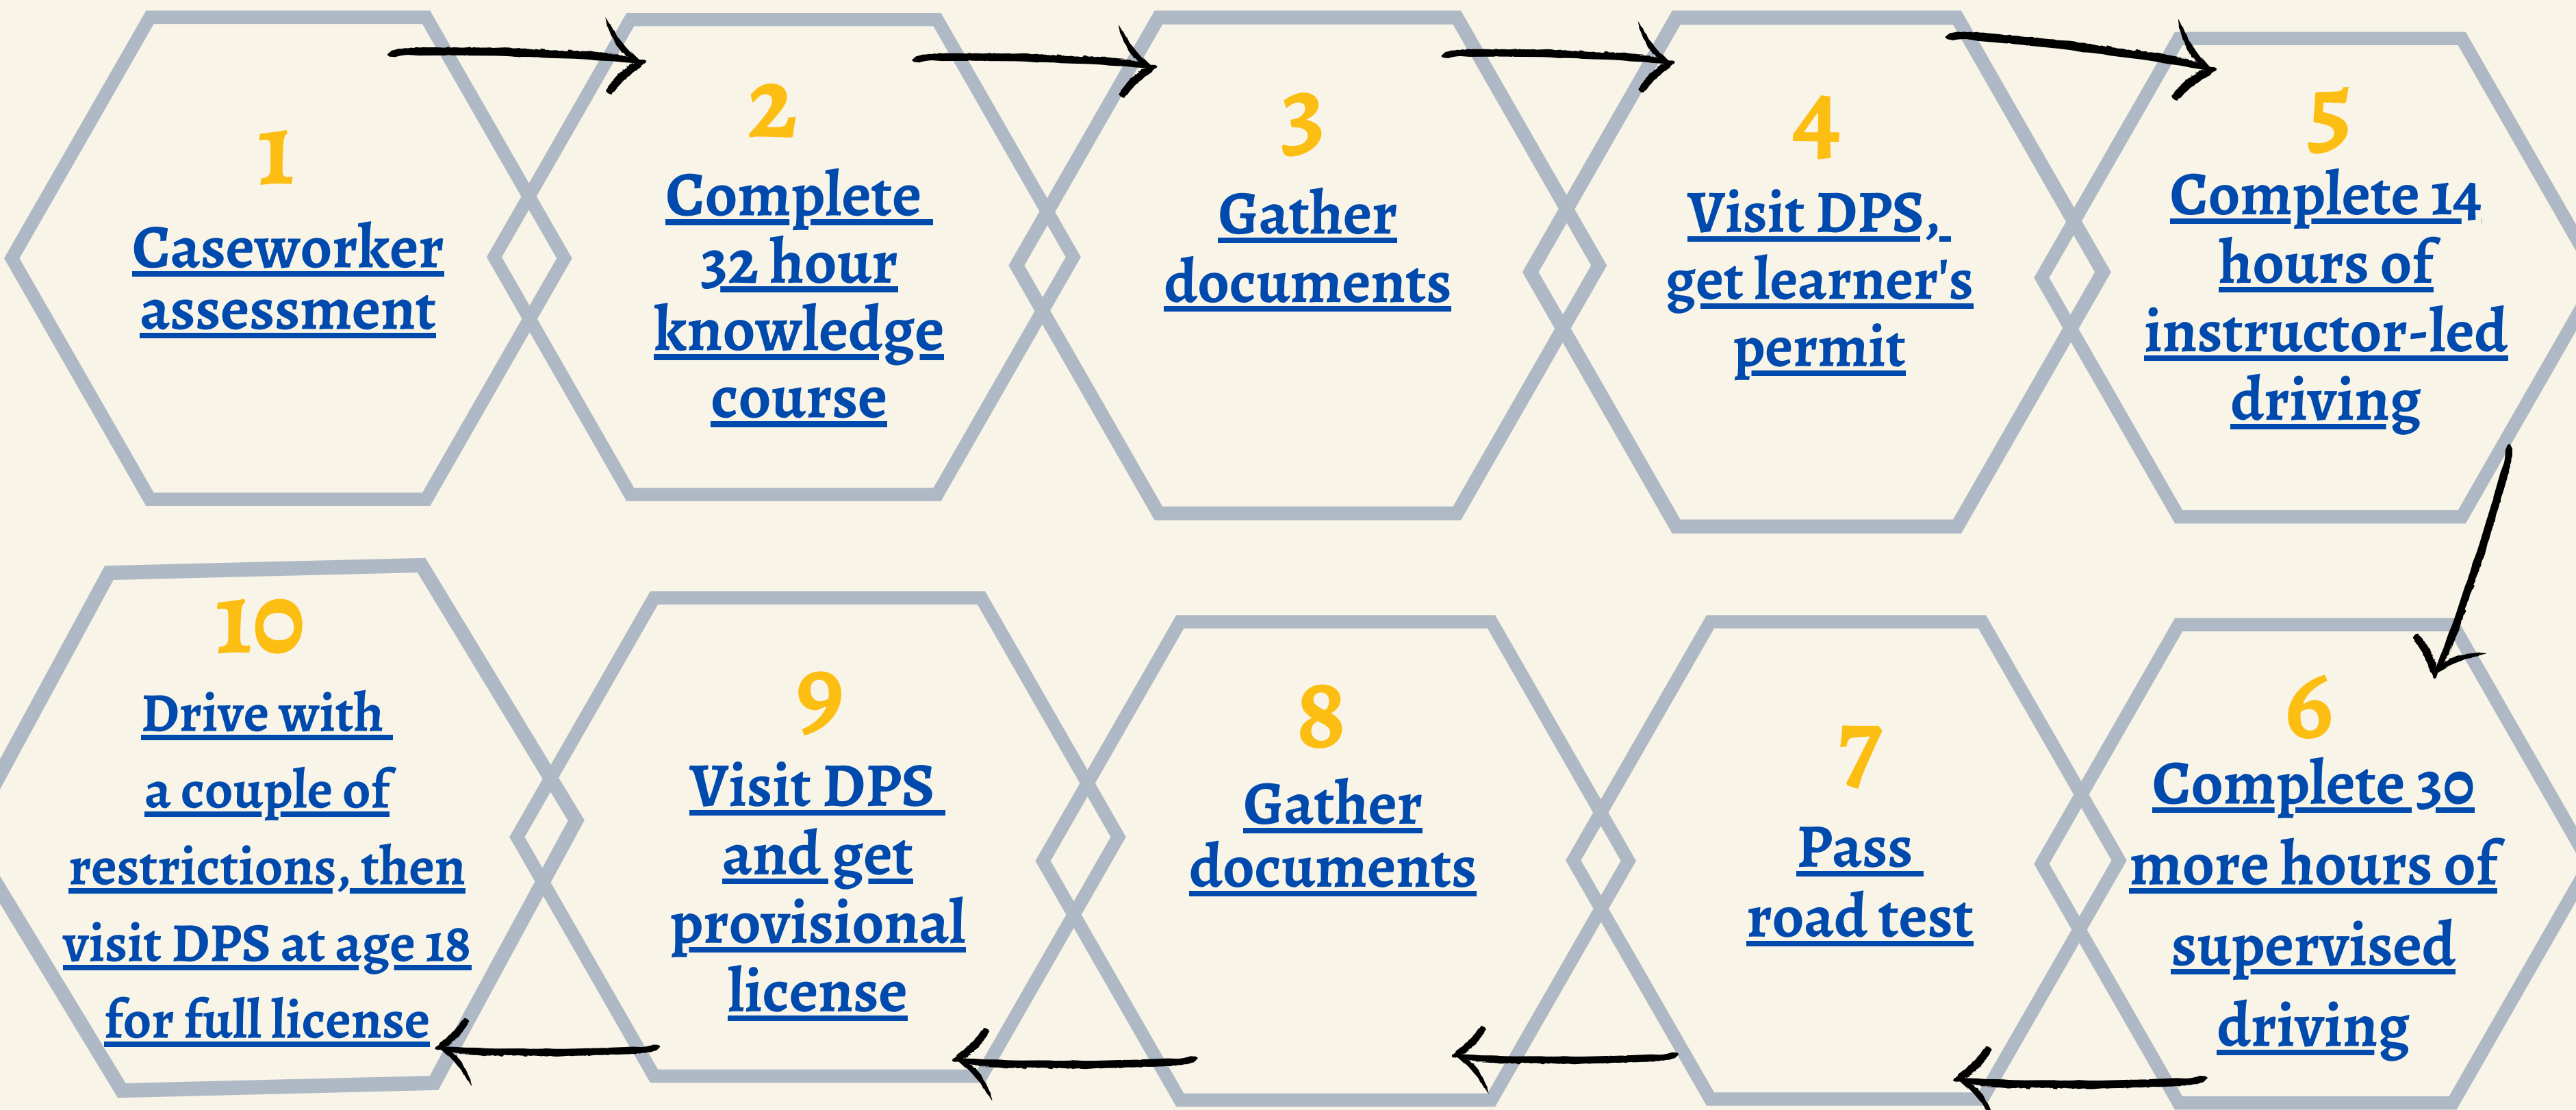 1
Caseworker
assessment
2
Complete
32 hour
knowledge
course
3
Gather
documents
4
Visit DPS,
get learner's
permit
5
Complete 14
hours of
instructor-led
driving
6
Complete 30
more hours of
supervised
driving
7
Pass
road test
8
Gather
documents
9
Visit DPS
and get
provisional
license
10
Drive with
a couple of
restrictions, then
visit DPS at age 18
for full license